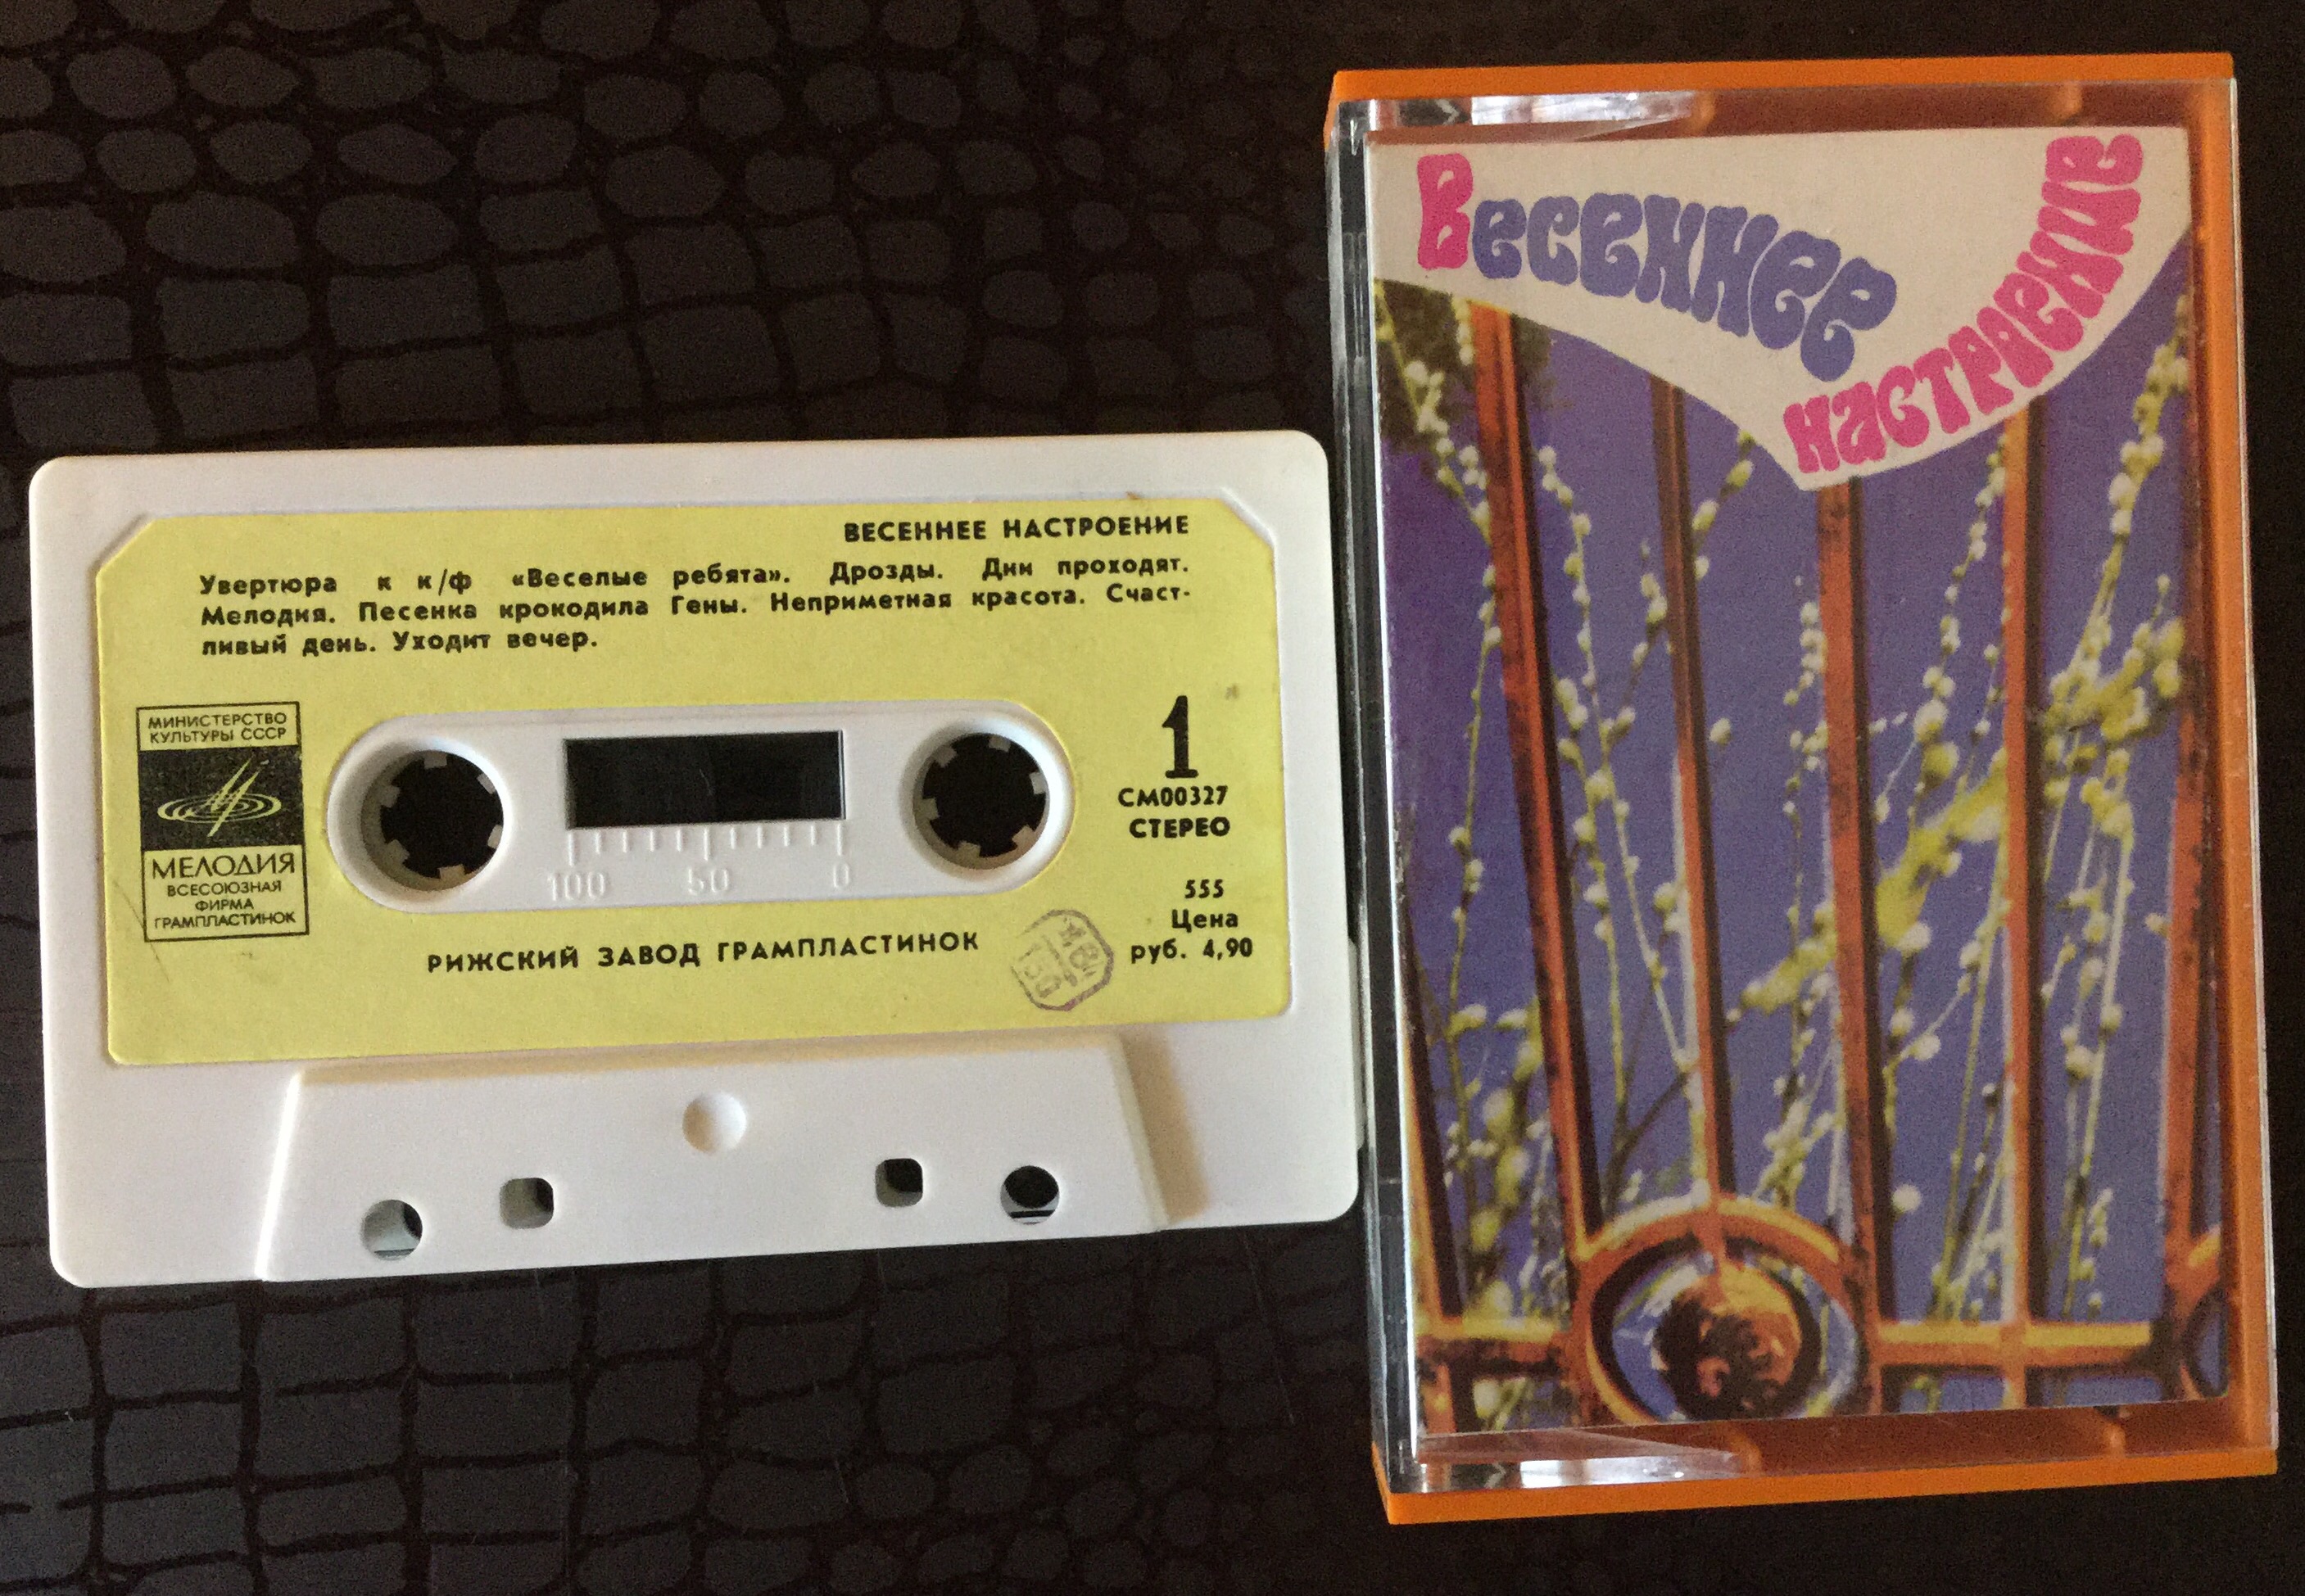 ВЕСЕННЕЕ НАСТРОЕНИЕ
Увертюра к к/ф «Веселые ребята». Дрозды. Дни проходят.
Мелодия. Песенка крокодила Гены. Неприметная красота. Счаст-
ливый день. Уходит вечер.
МИНИСТЕРСТВО
КУЛЬТУРЫ СССР
МЕЛОДИЯ
ВСЕСОЮЗНАЯ
ФИРМА
ГРАМПЛАСТИНОК
100 50 0
1
СМ00327
СТЕРЕО
555
Цена
руб. 4,90
РИЖСКИЙ ЗАВОД ГРАМПЛАСТИНОК
Весеннее
настроение